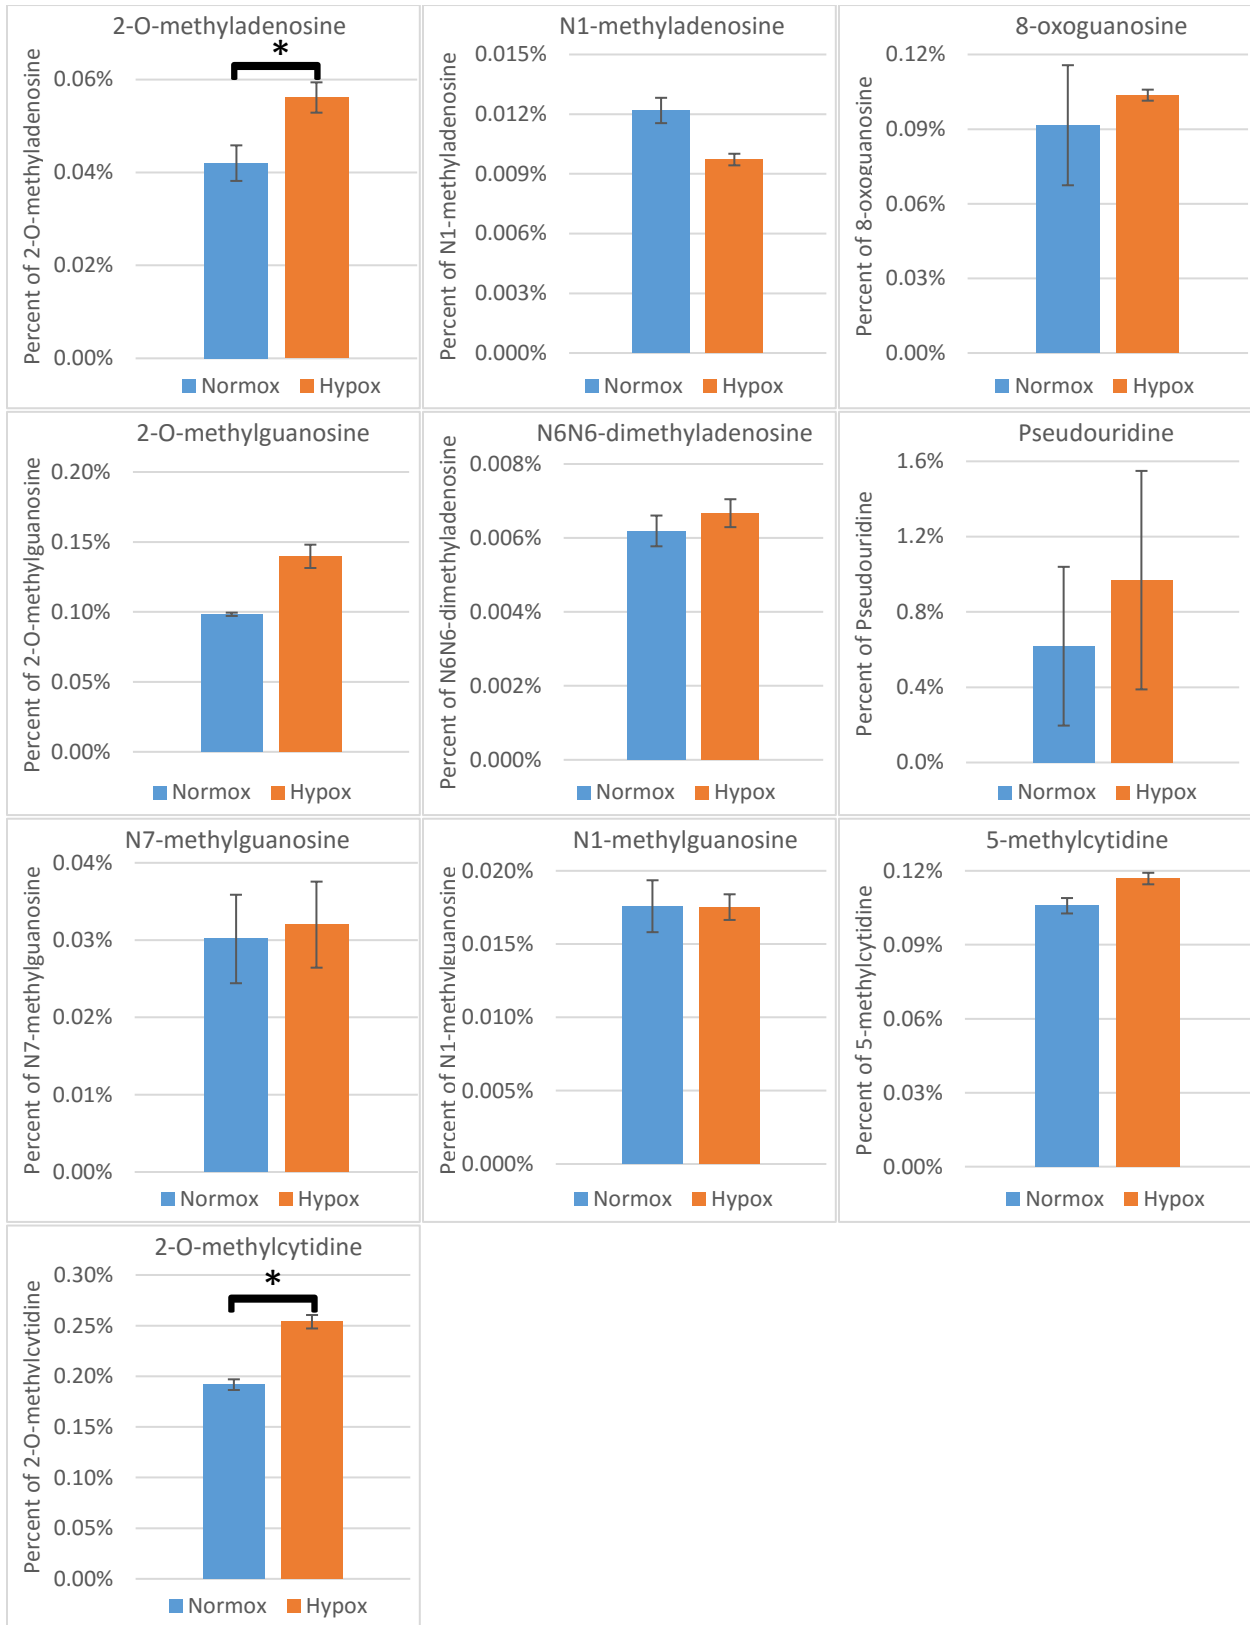 2-O-methyladenosine
*
Percent of 2-O-methyladenosine
0.06%
0.04%
0.02%
0.00%
Normox Hypox
N1-methyladenosine
Percent of N1-methyladenosine
0.015%
0.012%
0.009%
0.006%
0.003%
0.000%
Normox Hypox
8-oxoguanosine
Percent of 8-oxoguanosine
0.12%
0.09%
0.06%
0.03%
0.00%
Normox Hypox
2-O-methylguanosine
Percent of 2-O-methylguanosine
0.20%
0.15%
0.10%
0.05%
0.00%
Normox Hypox
N6N6-dimethyladenosine
Percent of N6N6-dimethyladenosine
0.008%
0.006%
0.004%
0.002%
0.000%
Normox Hypox
Pseudouridine
Percent of Pseudouridine
1.6%
1.2%
0.8%
0.4%
0.0%
Normox Hypox
N7-methylguanosine
Percent of N7-methylguanosine
0.04%
0.03%
0.02%
0.01%
0.00%
Normox Hypox
N1-methylguanosine
Percent of N1-methylguanosine
0.020%
0.015%
0.010%
0.005%
0.000%
Normox Hypox
5-methylcytidine
Percent of 5-methylcytidine
0.12%
0.09%
0.06%
0.03%
0.00%
Normox Hypox
2-O-methylcytidine
*
Percent of 2-O-methylcytidine
0.30%
0.25%
0.20%
0.15%
0.10%
0.05%
0.00%
Normox Hypox